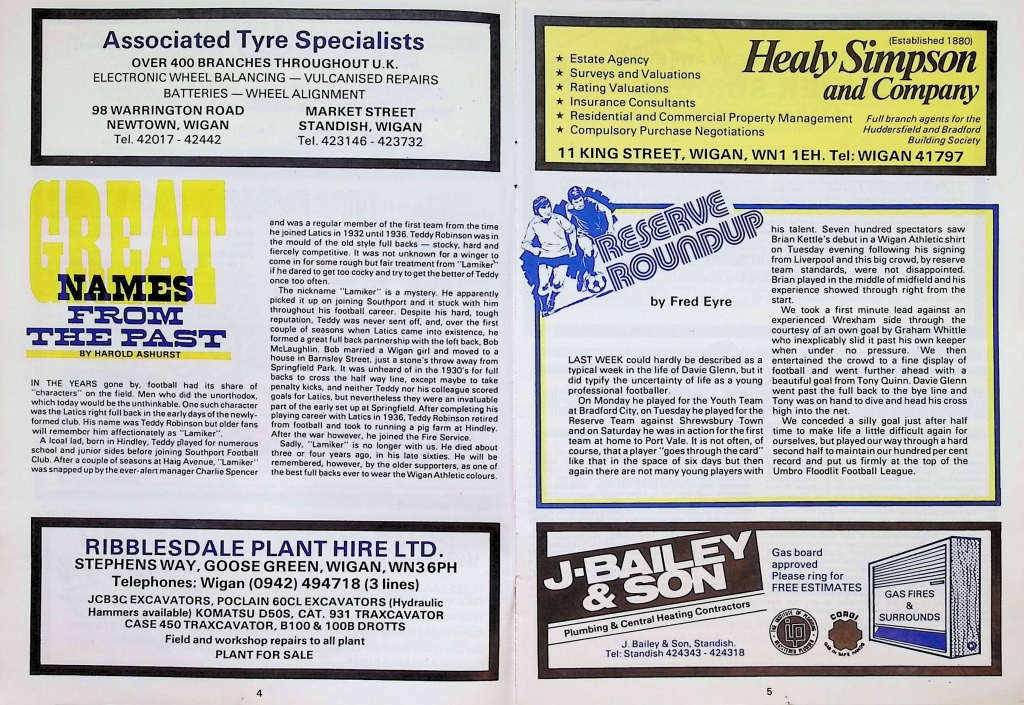 Associated Tyre Specialists
OVER 400 BRANCHES THROUGHOUT U.K.
ELECTRONIC WHEEL BALANCING — VULCANISED REPAIRS
BATTERIES — WHEEL ALIGNMENT
98 WARRINGTON ROAD
NEWTOWN, WIGAN
Tel. 42017 - 42442
MARKET STREET
STANDISH, WIGAN
Tel. 423146 - 423732
GREAT
NAMES
FROM
THE PAST
BY HAROLD ASHURST
IN THE YEARS gone by, football had its share of
"characters" on the field. Men who did the unorthodox,
which today would be the unthinkable. One such character
was the Latics right full back in the early days of the newly-
formed club. His name was Teddy Robinson but older fans
will remember him affectionately as "Lamiker".
A loual lad, born in Hindley, Teddy played for numerous
school and junior sides before joining Southport Football
Club. After a couple of seasons at Haig Avenue, "Lamiker"
was snapped up by the ever-alert manager Charlie Spencer
and was a regular member of the first team from the time
he joined Latics in 1932 until 1936. Teddy Robinson was in
the mould of the old style full backs — stocky, hard and
fiercely competitive. It was not unknown for a winger to
come in for some rough but fair treatment from "Lamiker"
if he dared to get too cocky and try to get the better of Teddy
once too often.
The nickname "Lamiker" is a mystery. He apparently
picked it up on joining Southport and it stuck with him
throughout his football career. Despite his hard, tough
reputation, Teddy was never sent off, and, over the first
couple of seasons when Latics came into existence, he
formed a great full back partnership with the left back, Bob
McLaughlin. Bob married a Wigan girl and moved to a
house in Barnsley Street, just a stone's throw away from
Springfield Park. It was unheard of in the 1930's for full
backs to cross the half way line, except maybe to take
penalty kicks, and neither Teddy nor his colleague scored
goals for Latics, but nevertheless they were an invaluable
part of the early set up at Springfield. After completing his
playing career with Latics in 1936, Teddy Robinson retired
from football and took to running a pig farm at Hindley.
After the war however, he joined the Fire Service.
Sadly, "Lamiker" is no longer with us. He died about
three or four years ago, in his late sixties. He will be
remembered, however, by the older supporters, as one of
the best full backs ever to wear the Wigan Athletic colours.
RIBBLESDALE PLANT HIRE LTD.
STEPHENS WAY, GOOSE GREEN, WIGAN, WN3 6PH
Telephones: Wigan (0942) 494718 (3 lines)
JCB3C EXCAVATORS, POCLAIN 60CL EXCAVATORS (Hydraulic
Hammers available) KOMATSU D50S, CAT. 931 TRAXCAVATOR
CASE 450 TRAXCAVATOR, B100 & 100B DROTTS
Field and workshop repairs to all plant
PLANT FOR SALE
4
(Established 1880)
Healy Simpson
and Company
★ Estate Agency
★ Surveys and Valuations
★ Rating Valuations
★ Insurance Consultants
★ Residential and Commercial Property Management
★ Compulsory Purchase Negotiations
Full branch agents for the
Huddersfield and Bradford
Building Society
11 KING STREET, WIGAN, WN1 1EH. Tel: WIGAN 41797
RESERVE
ROUNDUP
by Fred Eyre
LAST WEEK could hardly be described as a
typical week in the life of Davie Glenn, but it
did typify the uncertainty of life as a young
professional footballer.
On Monday he played for the Youth Team
at Bradford City, on Tuesday he played for the
Reserve Team against Shrewsbury Town
and on Saturday he was in action for the first
team at home to Port Vale. It is not often, of
course, that a player "goes through the card"
like that in the space of six days but then
again there are not many young players with
his talent. Seven hundred spectators saw
Brian Kettle's debut in a Wigan Athletic shirt
on Tuesday evening following his signing
from Liverpool and this big crowd, by reserve
team standards, were not disappointed.
Brian played in the middle of midfield and his
experience showed through right from the
start.
We took a first minute lead against an
experienced Wrexham side through the
courtesy of an own goal by Graham Whittle
who inexplicably slid it past his own keeper
when under no pressure. We then
entertained the crowd to a fine display of
football and went further ahead with a
beautiful goal from Tony Quinn. Davie Glenn
went past the full back to the bye line and
Tony was on hand to dive and head his cross
high into the net.
We conceded a silly goal just after half
time to make life a little difficult again for
ourselves, but played our way through a hard
second half to maintain our hundred per cent
record and put us firmly at the top of the
Umbro Floodlit Football League.
J·BAILEY
& SON
Plumbing & Central Heating Contractors
J. Bailey & Son, Standish.
Tel: Standish 424343 - 424318
Gas board
approved
Please ring for
FREE ESTIMATES
CORGI
GAS FIRES
&
SURROUNDS
5